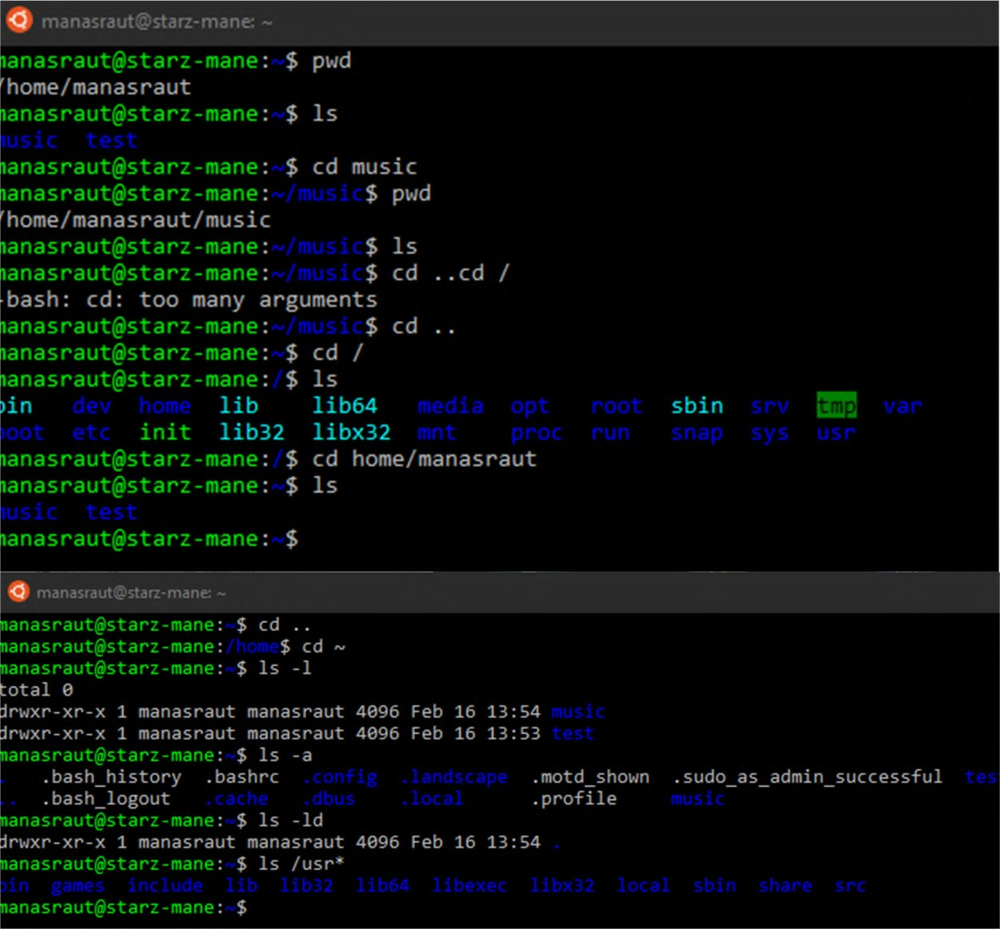 manasraut@starz-mane: ~
manasraut@starz-mane:~$ pwd
/home/manasraut
manasraut@starz-mane:~$ ls
music  test
manasraut@starz-mane:~$ cd music
manasraut@starz-mane:~/music$ pwd
/home/manasraut/music
manasraut@starz-mane:~/music$ ls
manasraut@starz-mane:~/music$ cd ..cd /
-bash: cd: too many arguments
manasraut@starz-mane:~/music$ cd ..
manasraut@starz-mane:~$ cd /
manasraut@starz-mane:/$ ls
bin   dev  home  lib    lib64   media  opt   root  sbin  srv  tmp  var
boot  etc  init  lib32  libx32  mnt    proc  run   snap  sys  usr
manasraut@starz-mane:/$ cd home/manasraut
manasraut@starz-mane:~$ ls
music  test
manasraut@starz-mane:~$
manasraut@starz-mane: ~
manasraut@starz-mane:~$ cd ..
manasraut@starz-mane:/home$ cd ~
manasraut@starz-mane:~$ ls -l
total 0
drwxr-xr-x 1 manasraut manasraut 4096 Feb 16 13:54 music
drwxr-xr-x 1 manasraut manasraut 4096 Feb 16 13:53 test
manasraut@starz-mane:~$ ls -a
.   .bash_history  .bashrc  .config  .landscape  .motd_shown  .sudo_as_admin_successful  tes
..  .bash_logout   .cache   .dbus    .local      .profile     music
manasraut@starz-mane:~$ ls -ld
drwxr-xr-x 1 manasraut manasraut 4096 Feb 16 13:54 .
manasraut@starz-mane:~$ ls /usr*
bin  games  include  lib  lib32  lib64  libexec  libx32  local  sbin  share  src
manasraut@starz-mane:~$